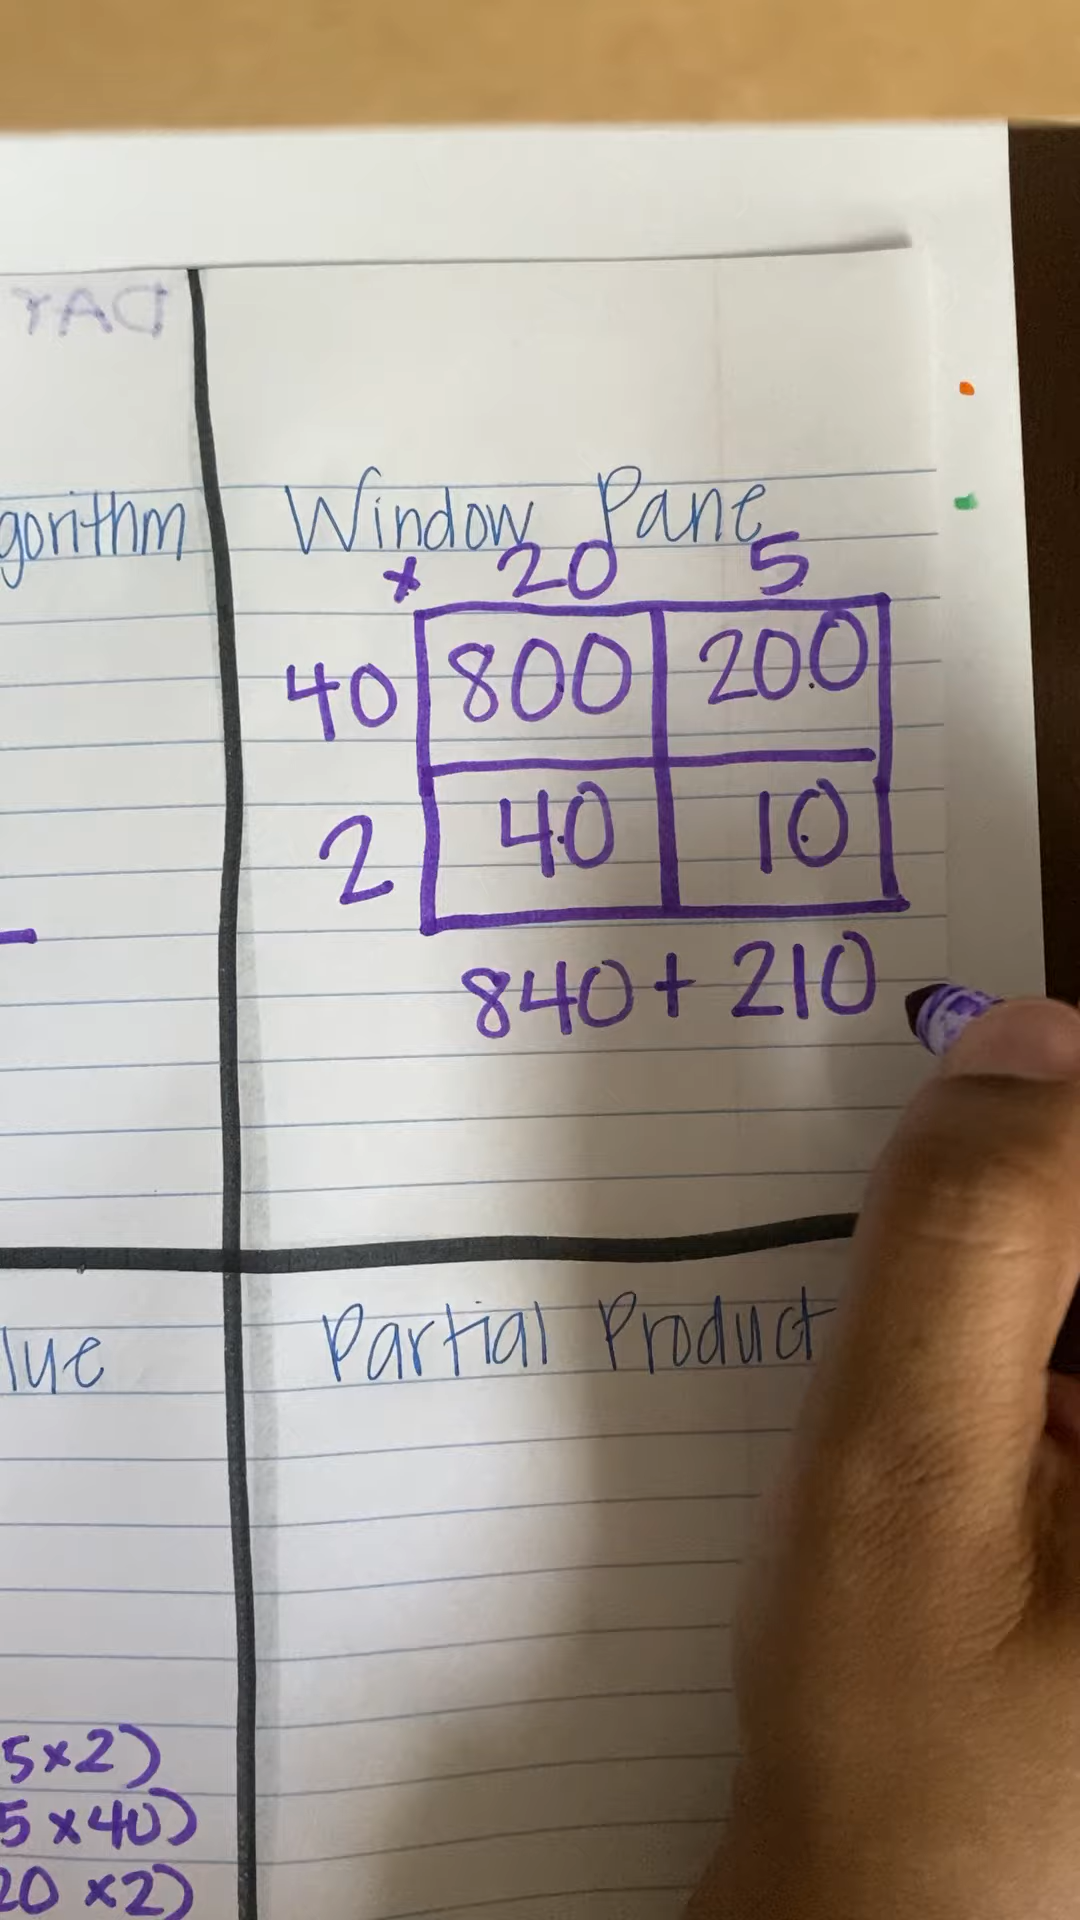 YAD
gorithm
Window Pane
x 20 5
40 800 200
2 40 10
840 + 210
lue
Partial Product
5x2)
5x40)
20 x2)